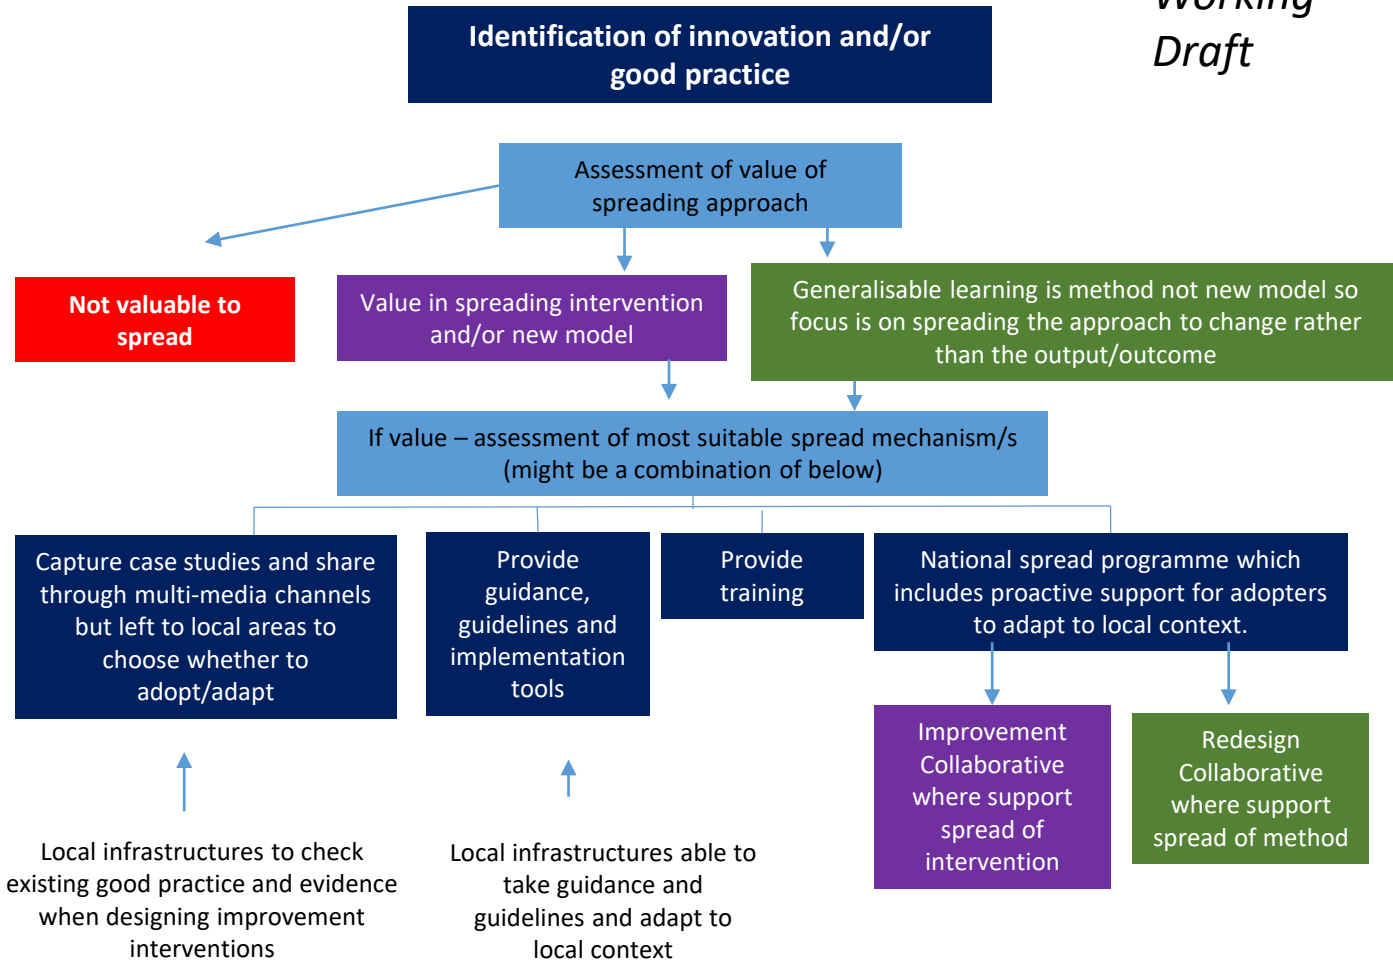 Working
Draft
Identification of innovation and/or
good practice
Assessment of value of
spreading approach
Not valuable to
spread
Value in spreading intervention
and/or new model
Generalisable learning is method not new model so
focus is on spreading the approach to change rather
than the output/outcome
If value – assessment of most suitable spread mechanism/s
(might be a combination of below)
Capture case studies and share
through multi-media channels
but left to local areas to
choose whether to
adopt/adapt
Provide
guidance,
guidelines and
implementation
tools
Provide
training
National spread programme which
includes proactive support for adopters
to adapt to local context.
Improvement
Collaborative
where support
spread of
intervention
Redesign
Collaborative
where support
spread of method
Local infrastructures to check
existing good practice and evidence
when designing improvement
interventions
Local infrastructures able to
take guidance and
guidelines and adapt to
local context